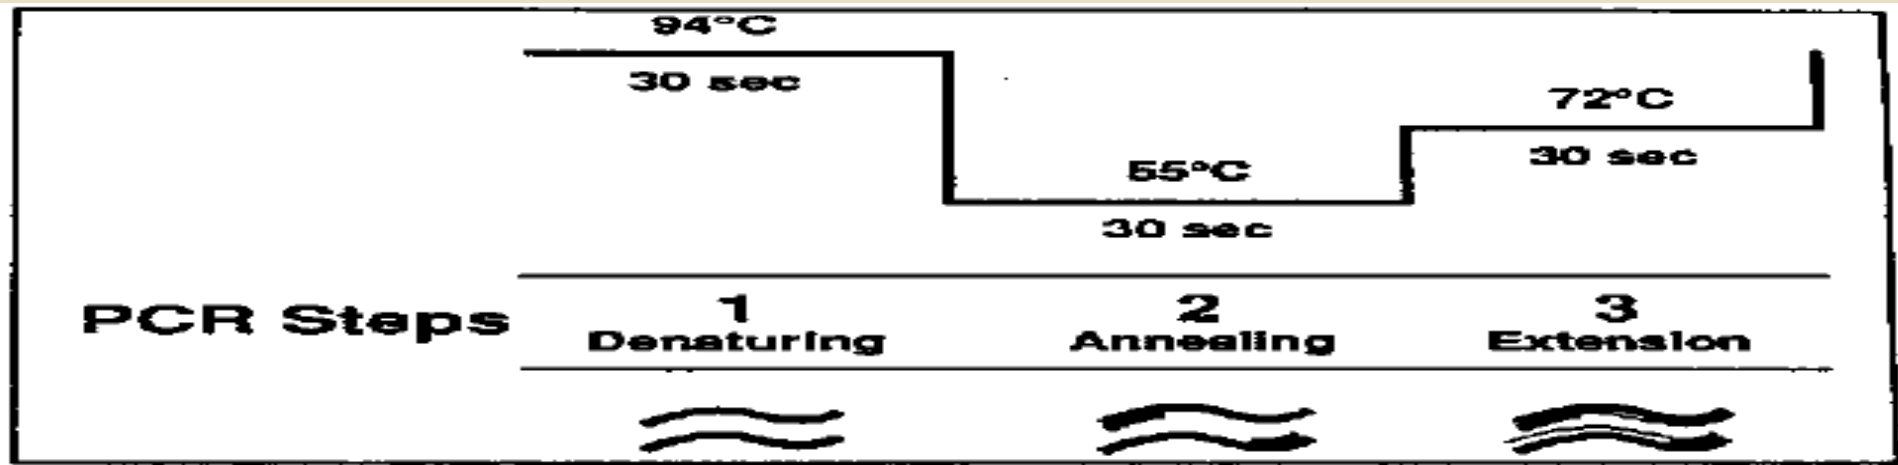 94°C
30 sec
72°C
30 sec
55°C
30 sec
PCR Steps
1
Denaturing
2
Annealing
3
Extension